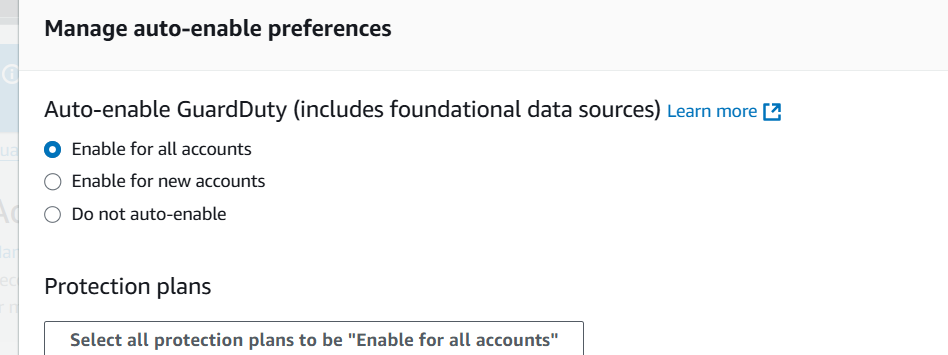 Manage auto-enable preferences
Auto-enable GuardDuty (includes foundational data sources) Learn more
Enable for all accounts
Enable for new accounts
Do not auto-enable
Protection plans
Select all protection plans to be "Enable for all accounts"